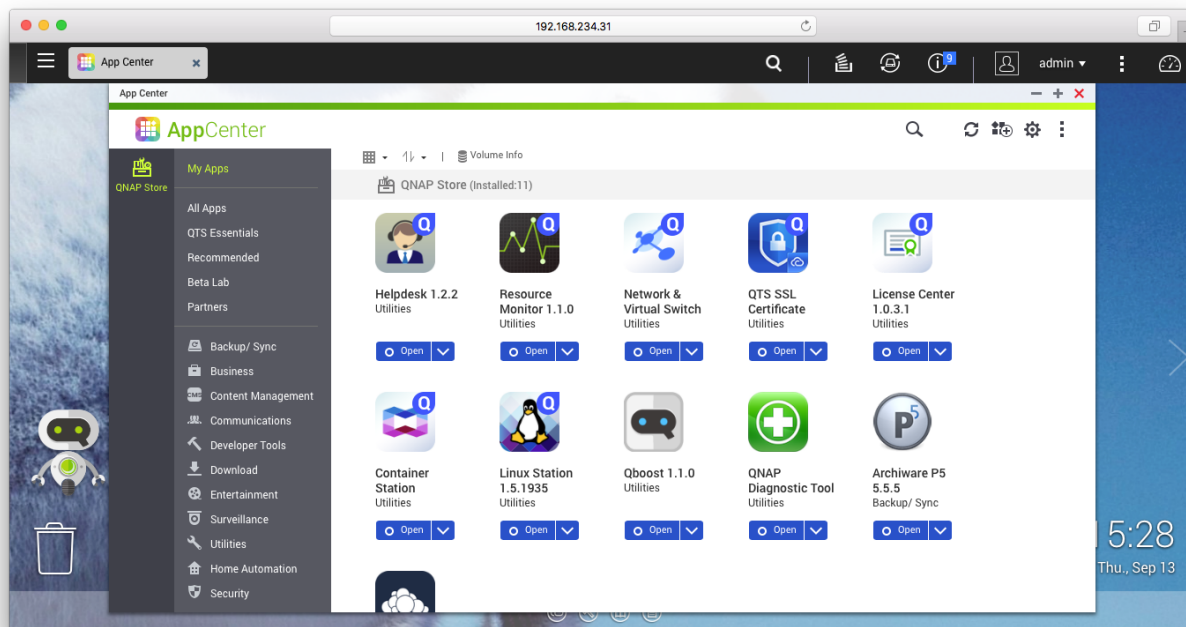 192.168.234.31
App Center
9
admin
App Center
AppCenter
QNAP Store
My Apps
All Apps
QTS Essentials
Recommended
Beta Lab
Partners
Backup/ Sync
Business
CMS Content Management
Communications
Developer Tools
Download
Entertainment
Surveillance
Utilities
Home Automation
Security
Volume Info
QNAP Store (Installed:11)
Q Q Q Q Q
Helpdesk 1.2.2
Utilities
Open
Resource
Monitor 1.1.0
Utilities
Open
Network &
Virtual Switch
Utilities
Open
QTS SSL
Certificate
Utilities
Open
License Center
1.0.3.1
Utilities
Open
Q Q P5
Container
Station
Utilities
Open
Linux Station
1.5.1935
Utilities
Open
Qboost 1.1.0
Utilities
Open
QNAP
Diagnostic Tool
Utilities
Open
Archiware P5
5.5.5
Backup/ Sync
Open
5:28
Thu., Sep 13